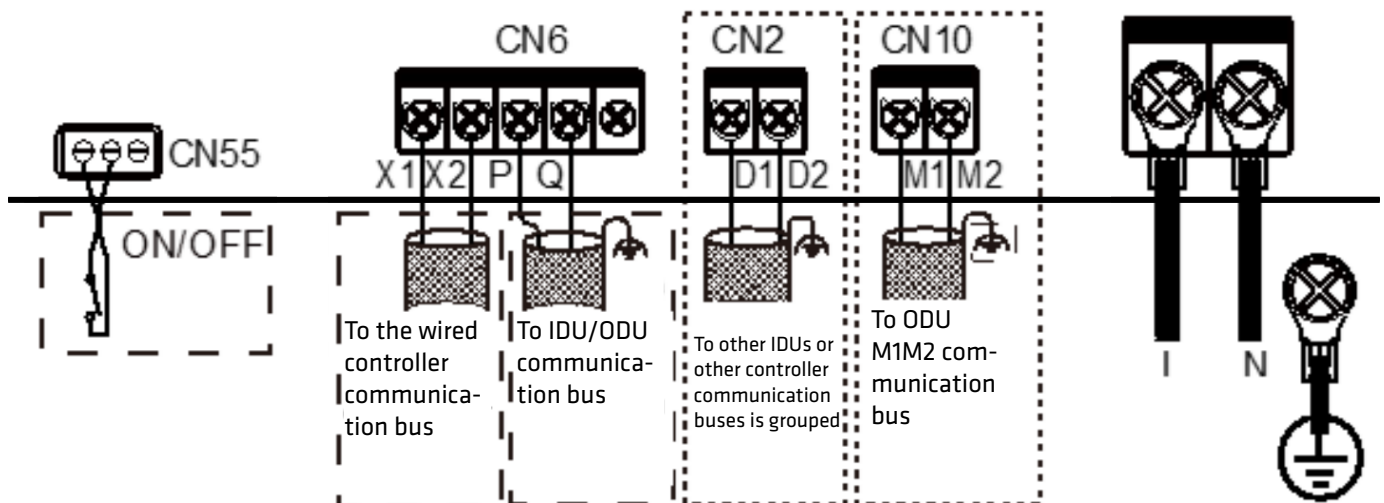 CN6
CN2
CN10
CN55
X1 X2 P Q
D1 D2
M1 M2
ON/OFF
To the wired
controller
communica-
tion bus
To IDU/ODU
communica-
tion bus
To other IDUs or
other controller
communication
buses is grouped
To ODU
M1M2 com-
munication
bus
I N